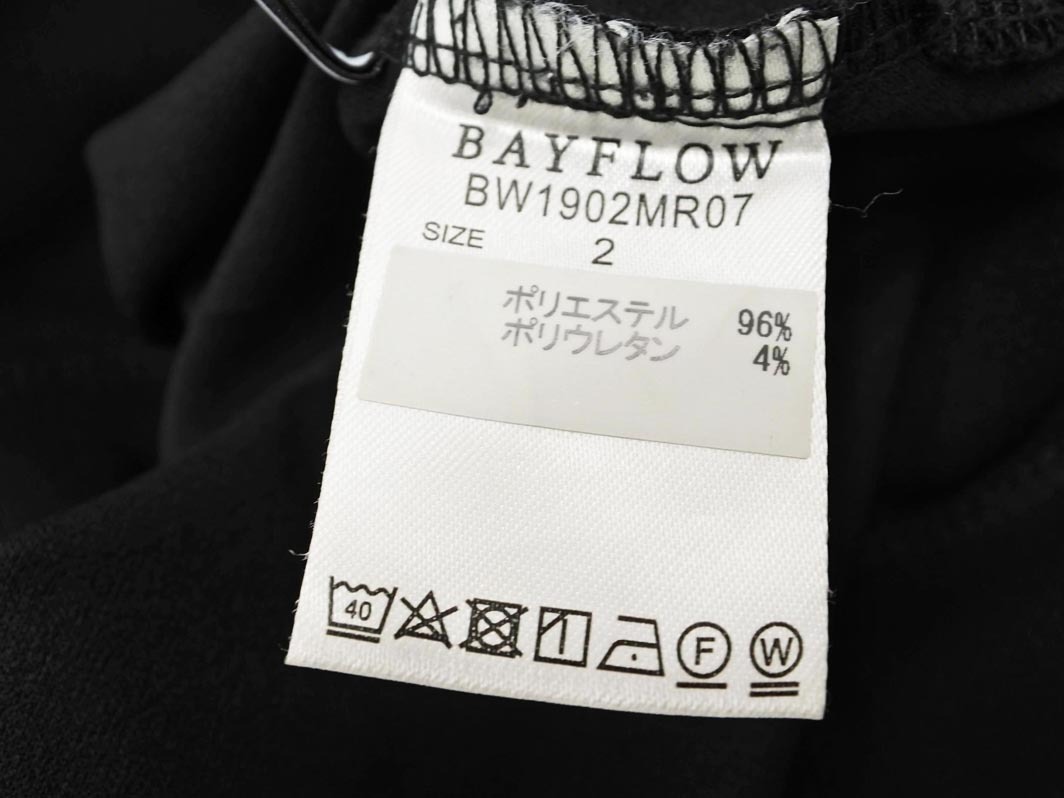 BAYFLOW
BW1902MR07
SIZE 2
ポリエステル 96%
ポリウレタン 4%
40 F W